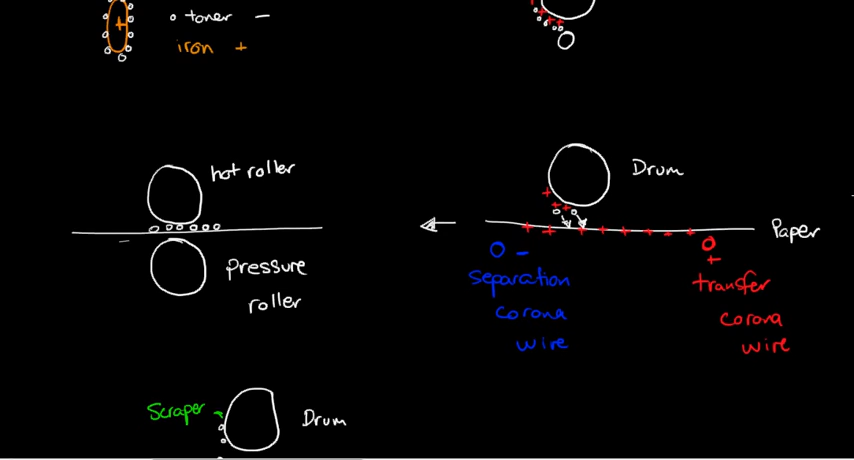 toner -
iron +
hot roller
pressure
roller
Drum
Paper
separation
corona
wire
transfer
corona
wire
Scraper
Drum